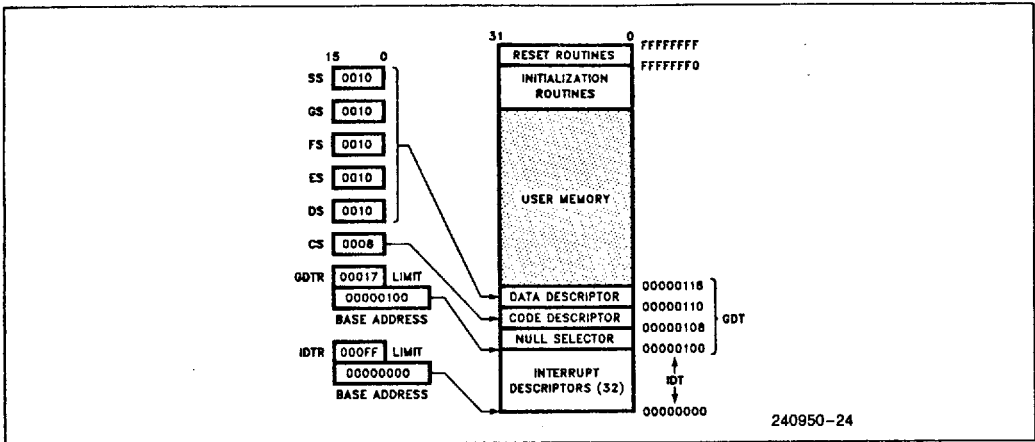 31 0
FFFFFFFF
RESET ROUTINES
FFFFFFF0
15 0
INITIALIZATION
ROUTINES
SS 0010
GS 0010
FS 0010
ES 0010
DS 0010
CS 0008
USER MEMORY
GDTR 00017 LIMIT
00000100
BASE ADDRESS
IDTR 000FF LIMIT
00000000
BASE ADDRESS
DATA DESCRIPTOR
CODE DESCRIPTOR
NULL SELECTOR
INTERRUPT
DESCRIPTORS (32)
00000118
00000110
00000108
00000100
GDT
IDT
00000000
240950-24